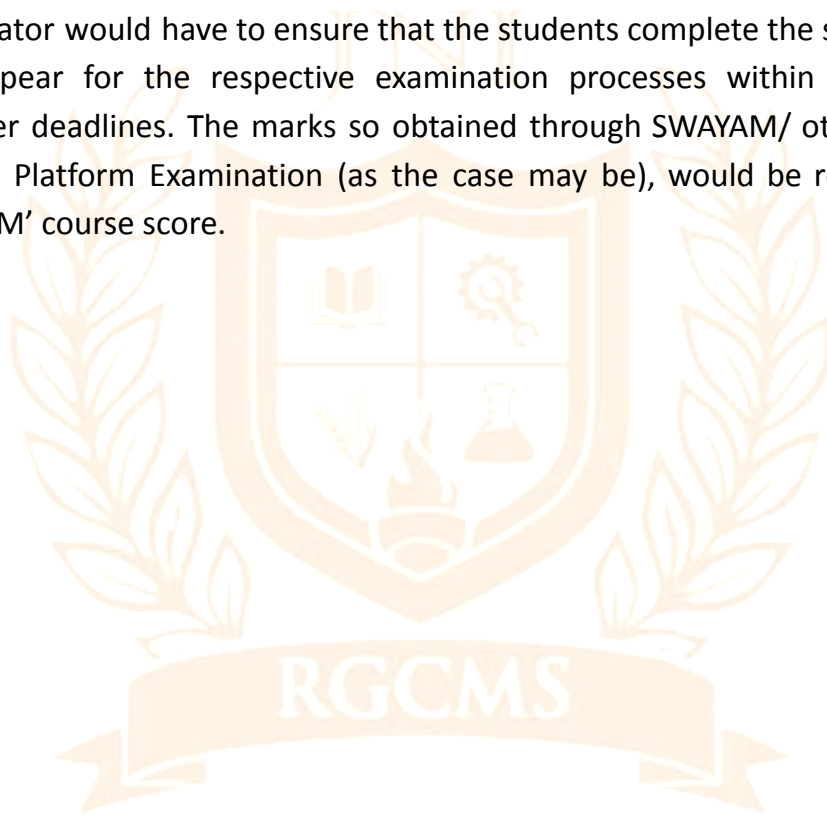 ator would have to ensure that the students complete the s
pear for the respective examination processes within
er deadlines. The marks so obtained through SWAYAM/ ot
Platform Examination (as the case may be), would be r
M’ course score.
JNI
RGCMS